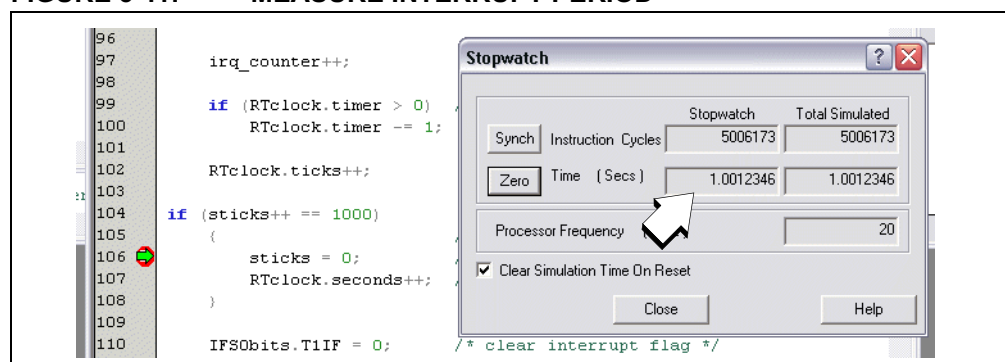 FIGURE 3-17: MEASURE INTERRUPT PERIOD
96
97 irq_counter++;
98
99 if (RTclock.timer > 0) /
100 RTclock.timer -= 1;
101
102 RTclock.ticks++;
103
104 if (sticks++ == 1000)
105 { /
106 sticks = 0; /
107 RTclock.seconds++; /
108 }
109
110 IFS0bits.T1IF = 0; /* clear interrupt flag */
Stopwatch
Stopwatch Total Simulated
Synch Instruction Cycles 5006173 5006173
Zero Time (Secs) 1.0012346 1.0012346
Processor Frequency 20
Clear Simulation Time On Reset
Close Help